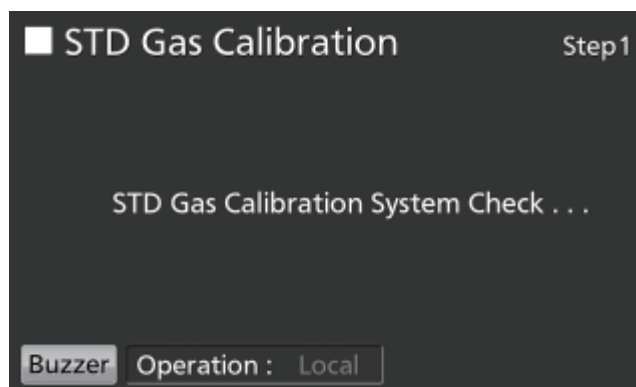 STD Gas Calibration Step1
STD Gas Calibration System Check . . .
Buzzer Operation : Local